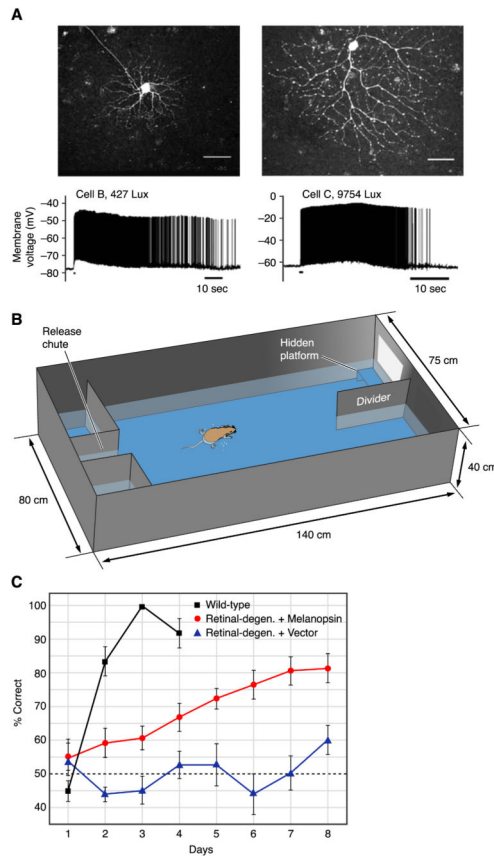 A
Cell B, 427 Lux
Cell C, 9754 Lux
Membrane
voltage (mV)
−40
−50
−60
−70
−80
0
−20
−40
−60
10 sec
10 sec
B
Release
chute
Hidden
platform
Divider
75 cm
40 cm
80 cm
140 cm
C
Wild-type
Retinal-degen. + Melanopsin
Retinal-degen. + Vector
% Correct
100
90
80
70
60
50
40
1 2 3 4 5 6 7 8
Days